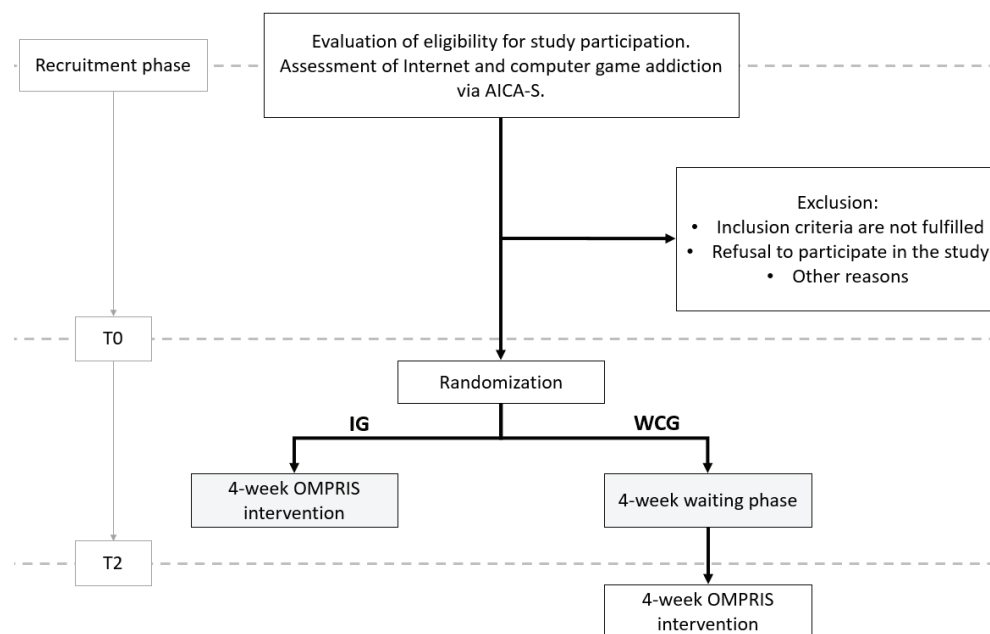 Recruitment phase
Evaluation of eligibility for study participation.
Assessment of Internet and computer game addiction
via AICA-S.
Exclusion:
• Inclusion criteria are not fulfilled
• Refusal to participate in the study
• Other reasons
T0
Randomization
IG
WCG
4-week OMPRIS
intervention
4-week waiting phase
T2
4-week OMPRIS
intervention